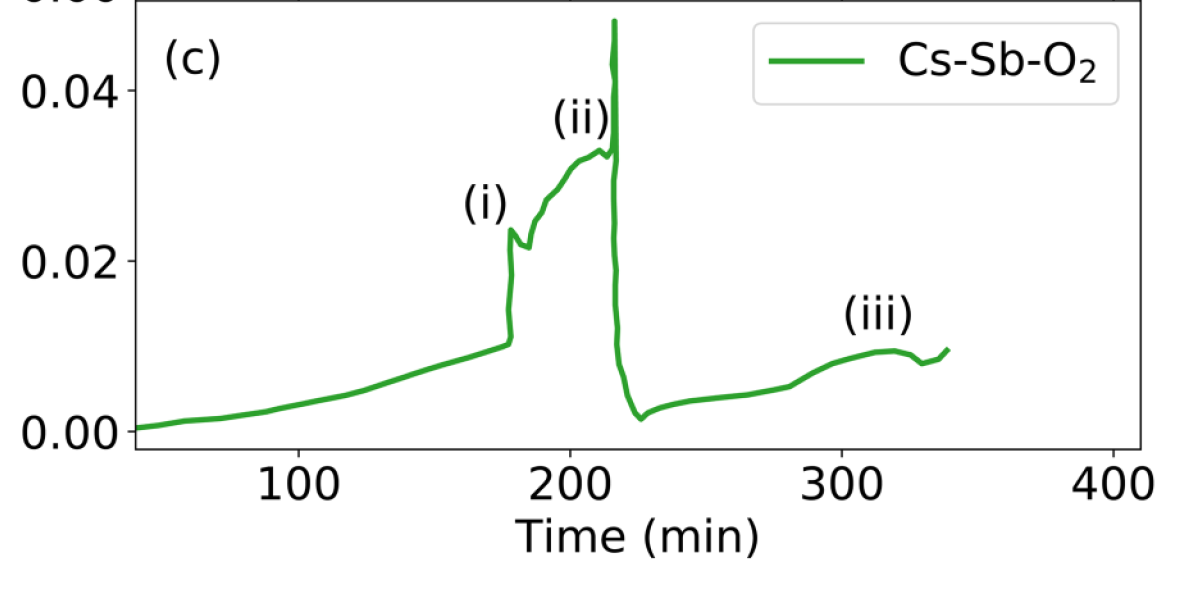 (c)
Cs-Sb-O₂
0.04
(ii)
(i)
0.02
(iii)
0.00
100 200 300 400
Time (min)